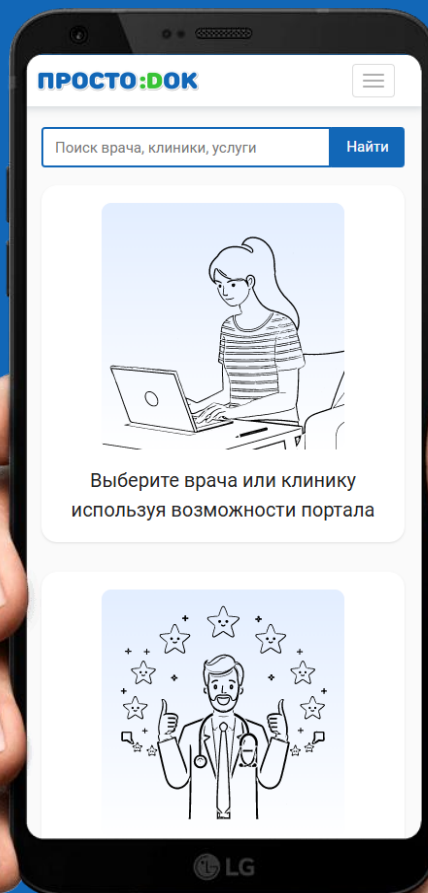 ПРОСТО:DОК
Поиск врача, клиники, услуги
Найти
Выберите врача или клинику
используя возможности портала
LG